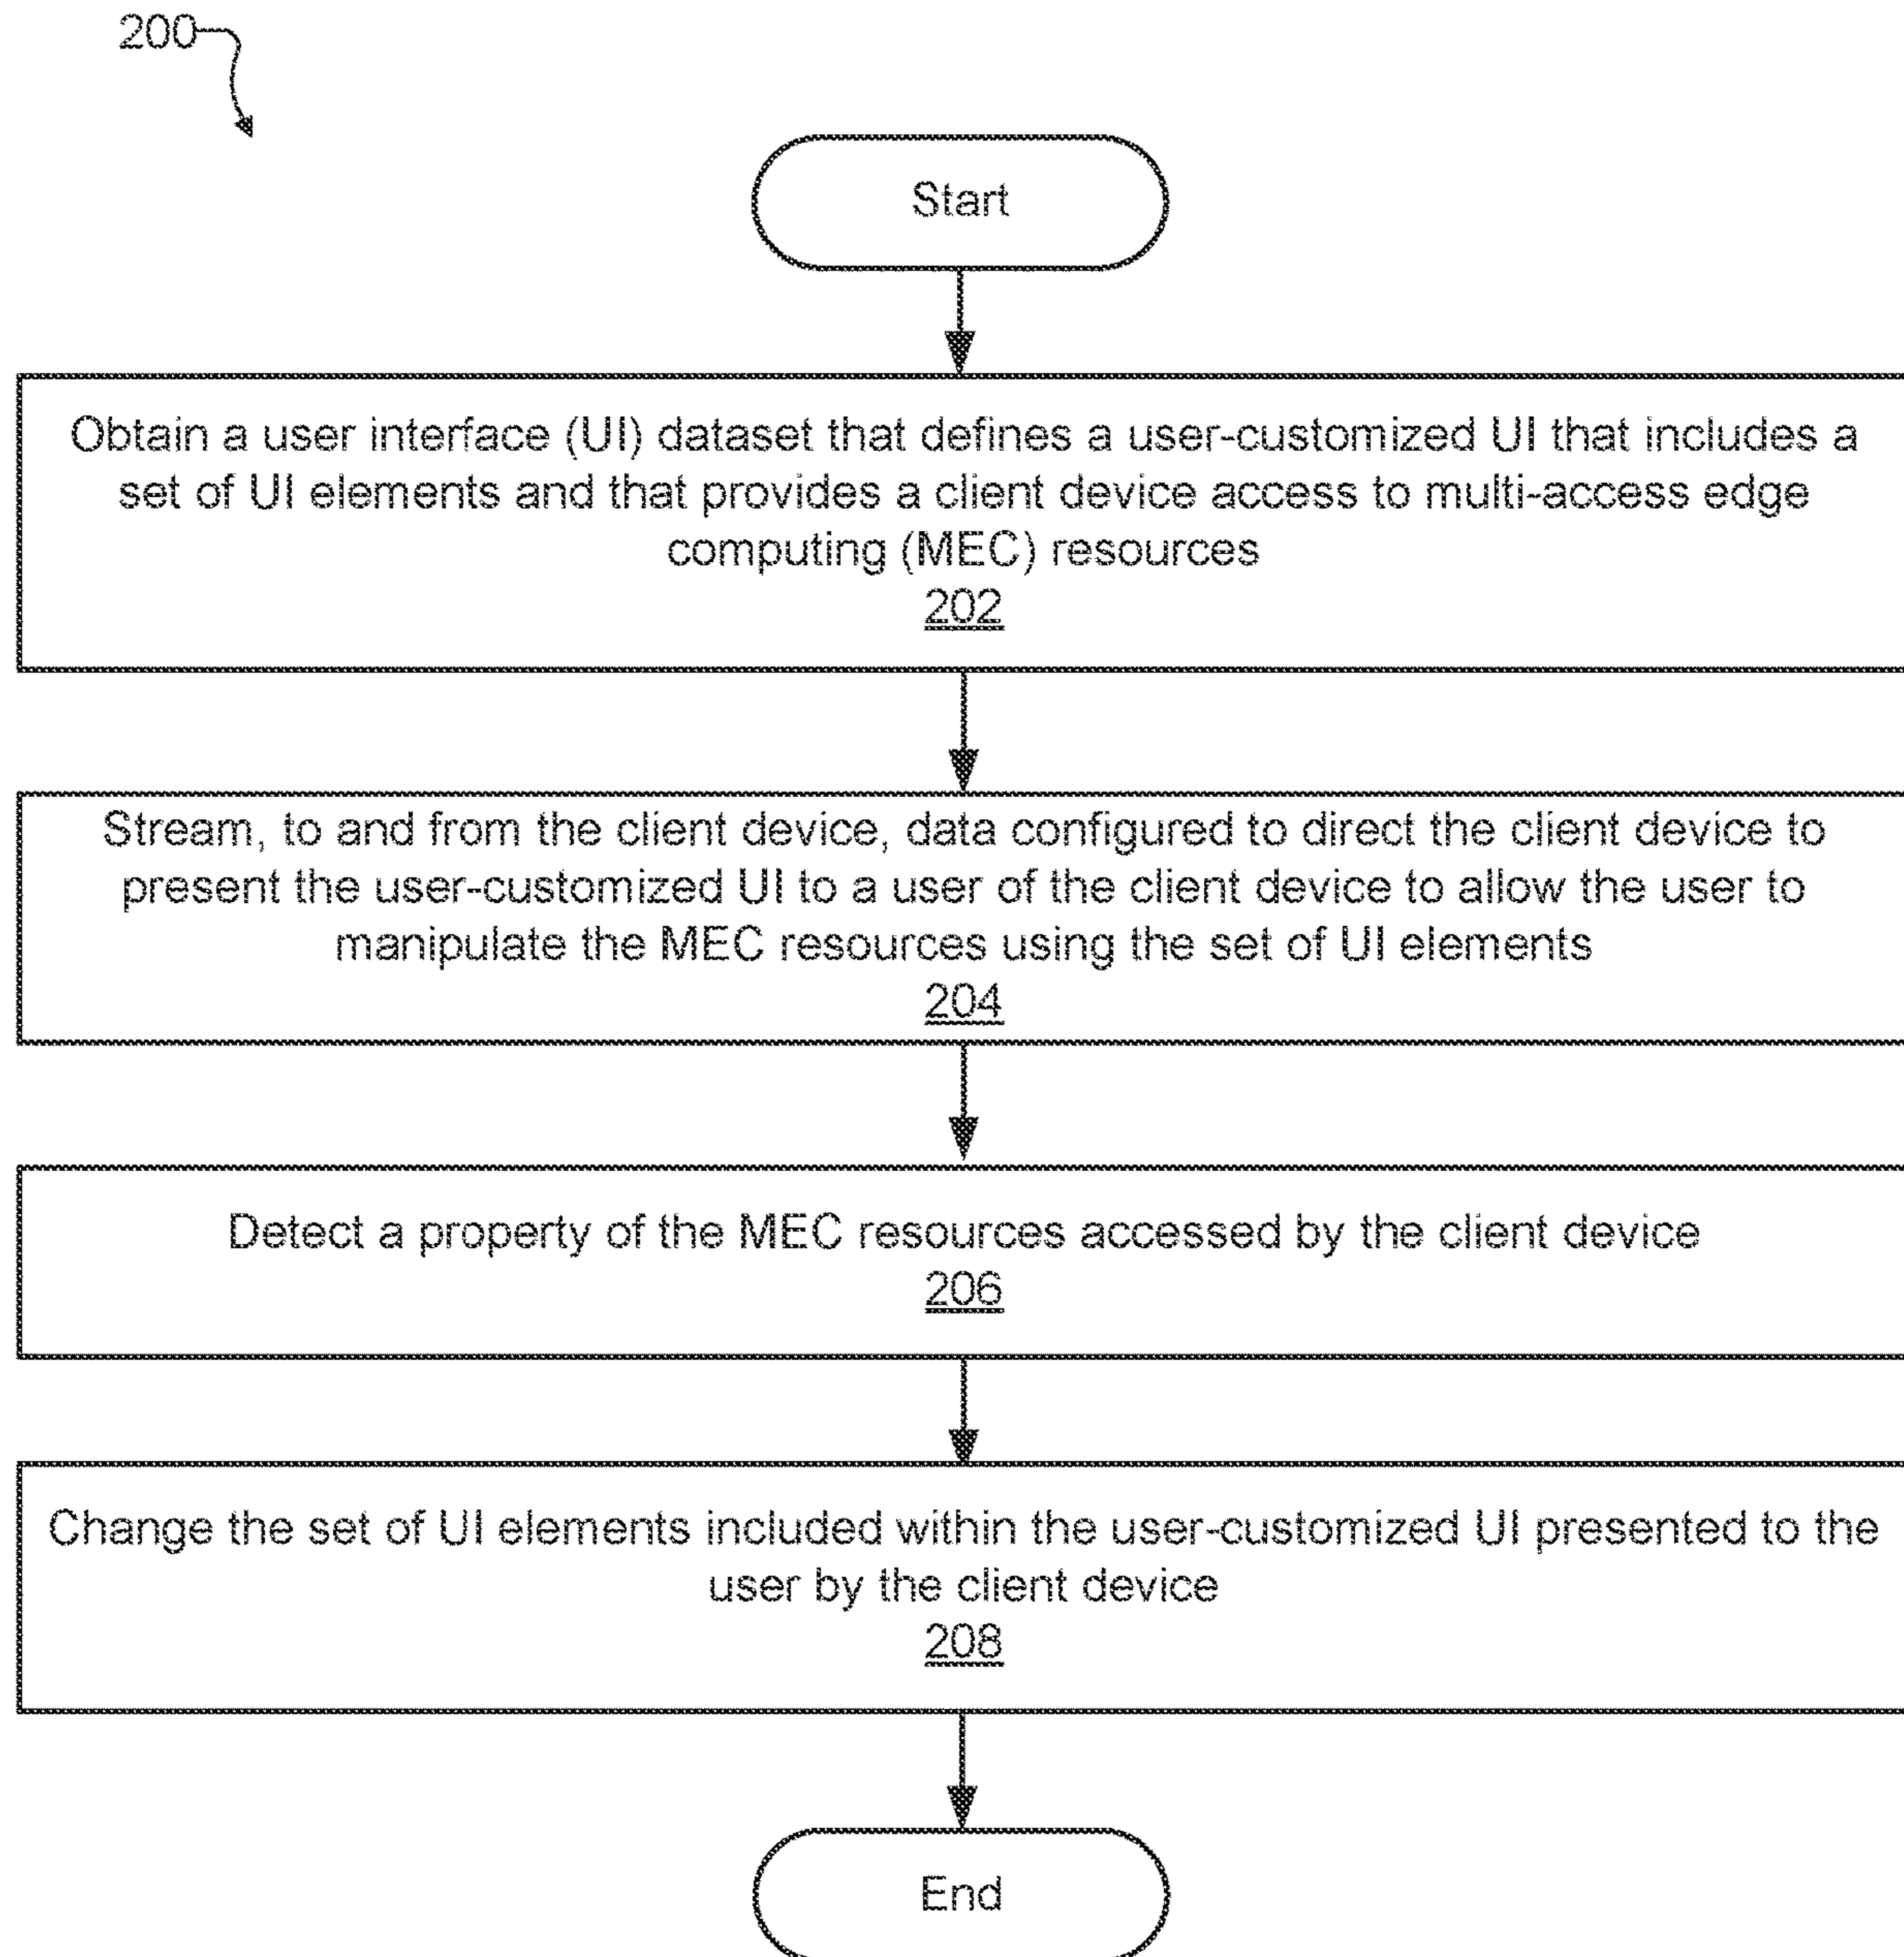 200
Start
Obtain a user interface (UI) dataset that defines a user-customized UI that includes a
set of UI elements and that provides a client device access to multi-access edge
computing (MEC) resources
202
Stream, to and from the client device, data configured to direct the client device to
present the user-customized UI to a user of the client device to allow the user to
manipulate the MEC resources using the set of UI elements
204
Detect a property of the MEC resources accessed by the client device
206
Change the set of UI elements included within the user-customized UI presented to the
user by the client device
208
End